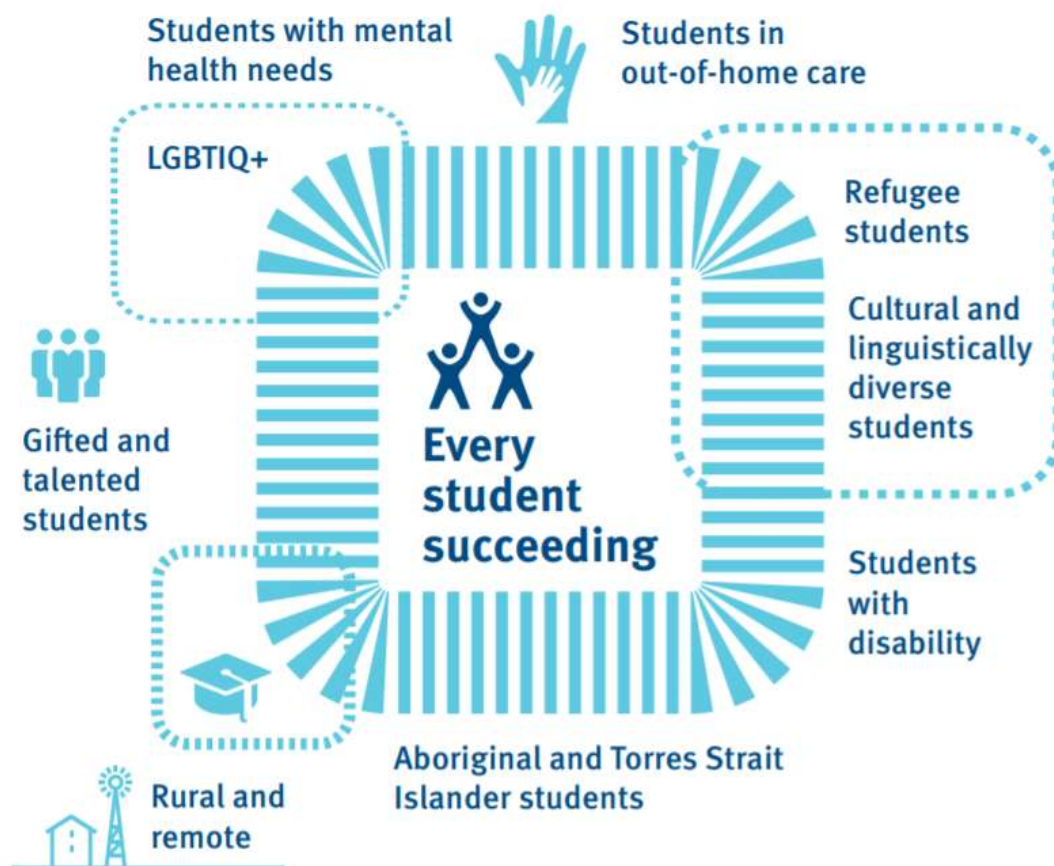 Students with mental
health needs
Students in
out-of-home care
LGBTIQ+
Refugee
students
Cultural and
linguistically
diverse
students
Gifted and
talented
students
Every
student
succeeding
Students
with
disability
Aboriginal and Torres Strait
Islander students
Rural and
remote